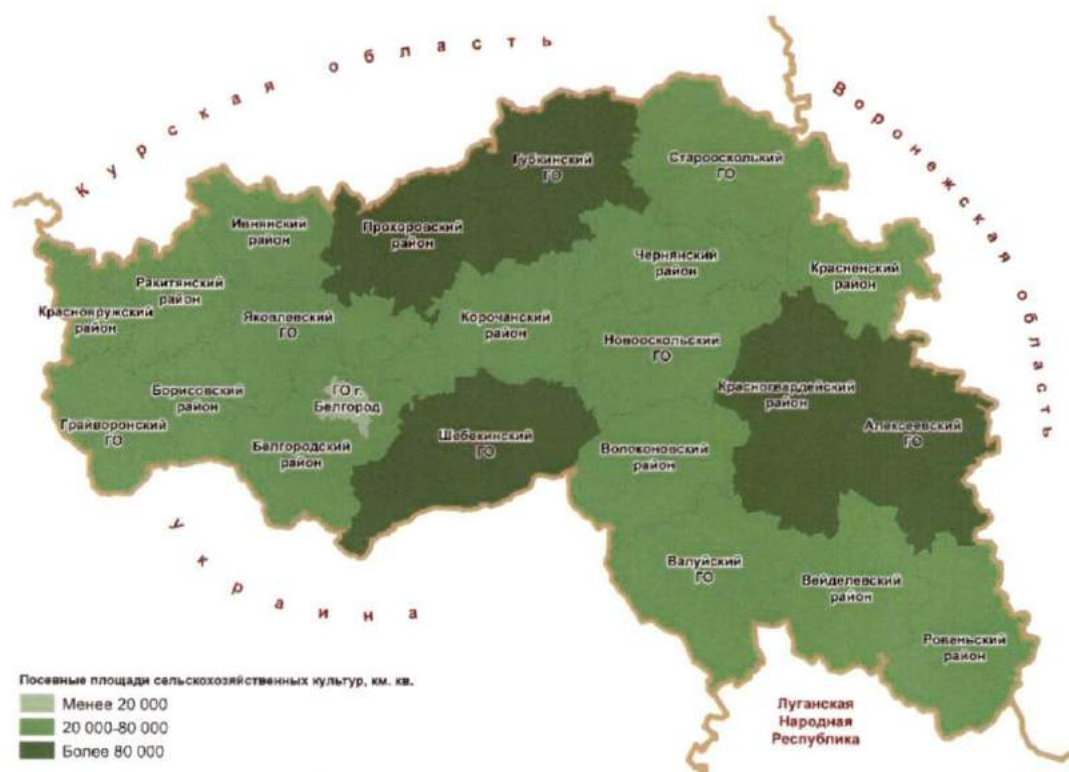 Курская область
Воронежская область
Губкинский
ГО
Старооскольский
ГО
Ивнянский
район
Прохоровский
район
Чернянский
район
Красненский
район
Ракитянский
район
Краснояружский
район
Яковлевский
ГО
Корочанский
район
Новооскольский
ГО
Борисовский
район
ГО г.
Белгород
Красногвардейский
район
Грайворонский
ГО
Белгородский
район
Шебекинский
ГО
Волоконовский
район
Алексеевский
ГО
Валуйский
ГО
Вейделевский
район
Ровеньский
район
Украина
Луганская
Народная
Республика
Посевные площади сельскохозяйственных культур, км. кв.
Менее 20 000
20 000-80 000
Более 80 000